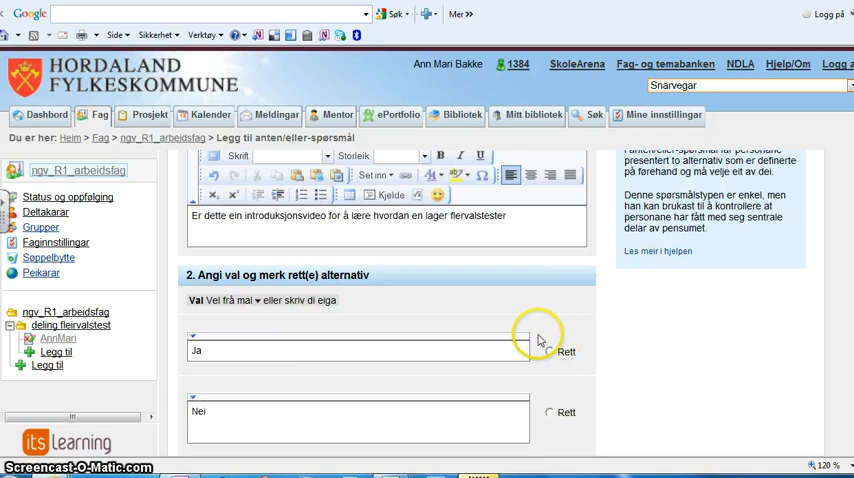 Google
Søk
Mer»
Logg på
Side
Sikkerhet
Verktøy
HORDALAND
FYLKESKOMMUNE
Ann Mari Bakke
1384
SkoleArena
Fag- og temabanken
NDLA
Hjelp/Om
Logg a
Snarvegar
Dashbord
Fag
Prosjekt
Kalender
Meldingar
Mentor
ePortfolio
Bibliotek
Mitt bibliotek
Søk
Mine innstillingar
Du er her: Heim > Fag > ngv_R1_arbeidsfag > Legg til anten/eller-spørsmål
ngv_R1_arbeidsfag
Status og oppfølging
Deltakarar
Grupper
Faginnstillingar
Søppelbytte
Peikarar
ngv_R1_arbeidsfag
deling fleirvalstest
AnnMari
Legg til
Legg til
its learning
Skrift
Storleik
B I U
Set inn
Kjelde
Er dette ein introduksjonsvideo for å lære hvordan en lager flervalstester
2. Angi val og merk rett(e) alternativ
Val Vel frå mal eller skriv di eiga
Ja
Rett
Nei
Rett
presentert to alternativ som er definerte
på førehand og må velje eit av dei.
Denne spørsmålstypen er enkel, men
han kan brukast til å kontrollere at
personane har fått med seg sentrale
delar av pensumet.
Les meir i hjelpen
Screencast-O-Matic.com
120 %